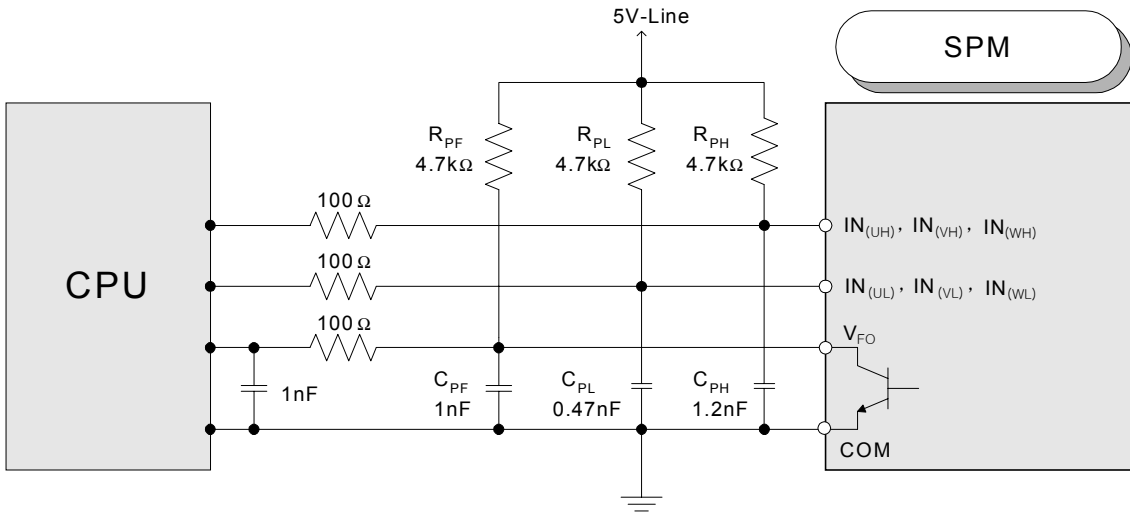 5V-Line
SPM
R_PF
4.7kΩ
R_PL
4.7kΩ
R_PH
4.7kΩ
100 Ω
IN(UH), IN(VH), IN(WH)
CPU
100 Ω
IN(UL), IN(VL), IN(WL)
100 Ω
V_FO
1nF
C_PF
1nF
C_PL
0.47nF
C_PH
1.2nF
COM